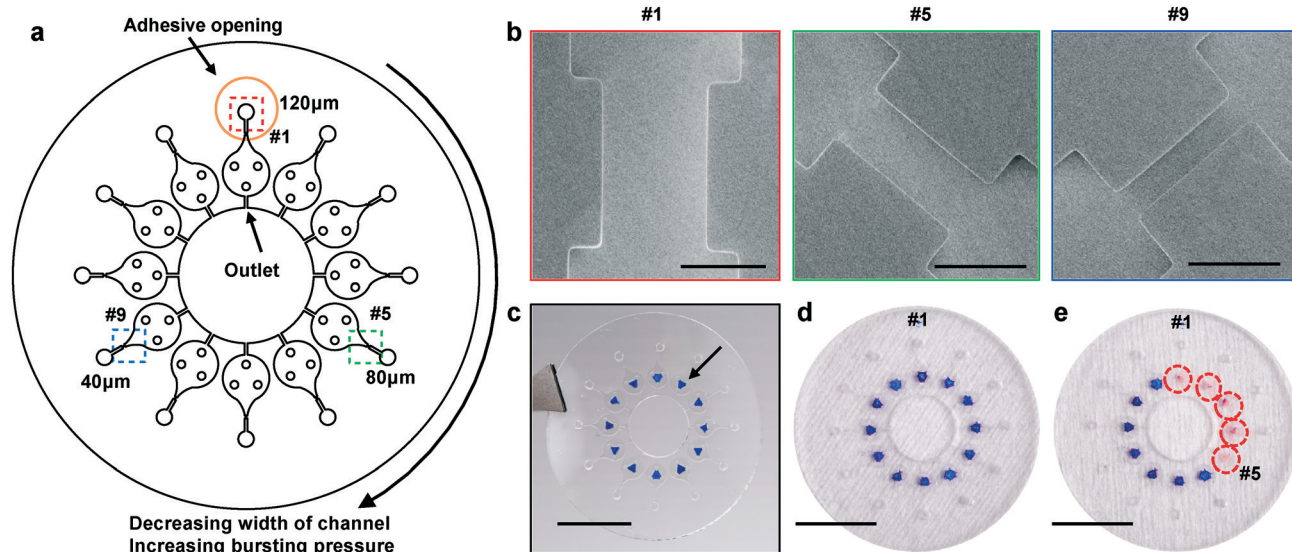 a
Adhesive opening
120μm
#1
Outlet
#9
#5
40μm
80μm
Decreasing width of channel
Increasing bursting pressure
b
#1
#5
#9
c
d
#1
e
#1
#5